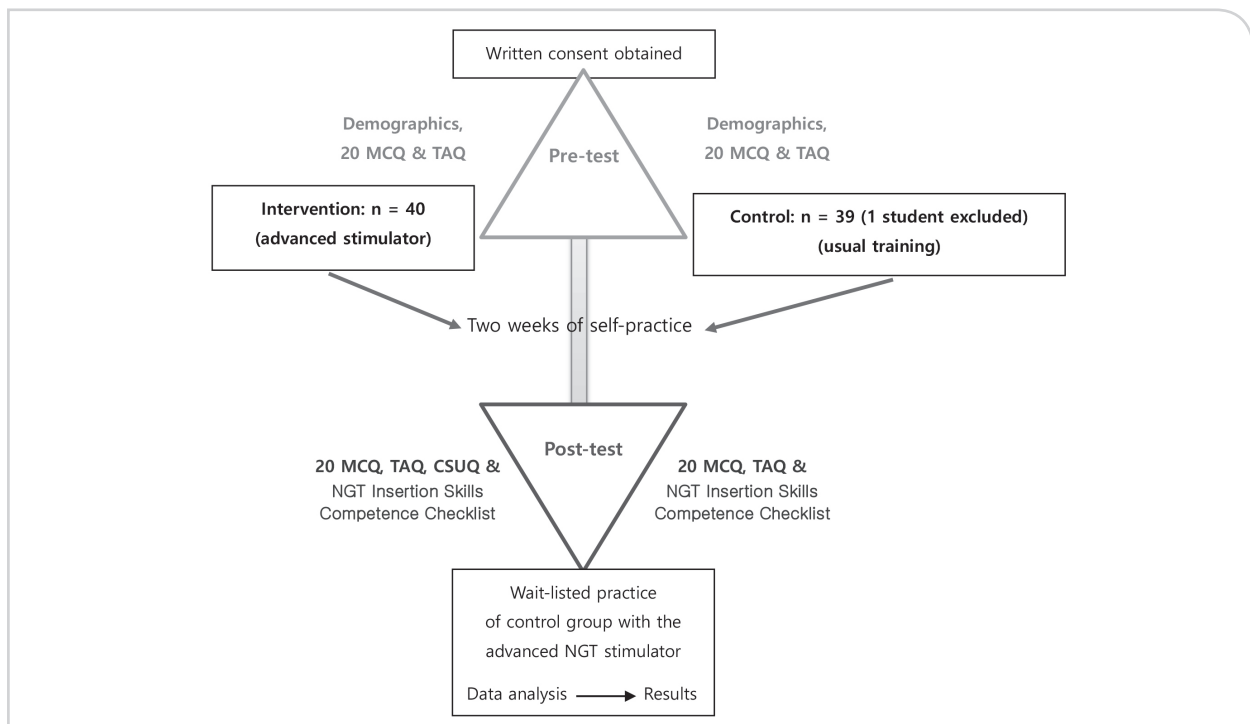 Written consent obtained
Demographics,
20 MCQ & TAQ
Pre-test
Demographics,
20 MCQ & TAQ
Intervention: n = 40
(advanced stimulator)
Control: n = 39 (1 student excluded)
(usual training)
Two weeks of self-practice
Post-test
20 MCQ, TAQ, CSUQ &
NGT Insertion Skills
Competence Checklist
20 MCQ, TAQ &
NGT Insertion Skills
Competence Checklist
Wait-listed practice
of control group with the
advanced NGT stimulator
Data analysis → Results